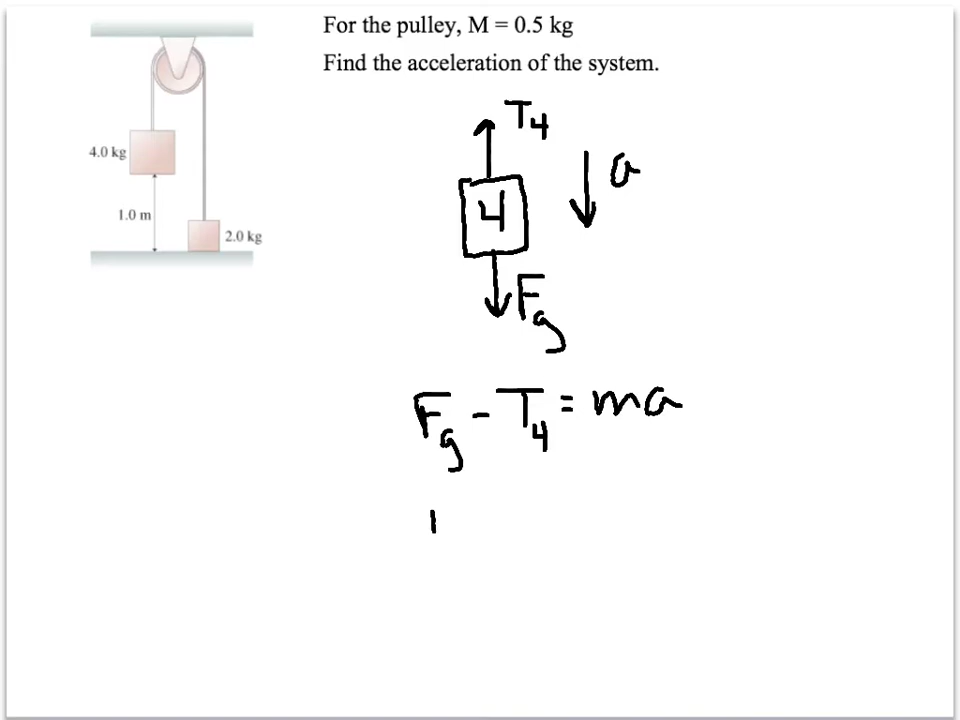 For the pulley, M = 0.5 kg
Find the acceleration of the system.
4.0 kg
1.0 m
2.0 kg
T4
4
a
Fg
Fg - T4 = ma